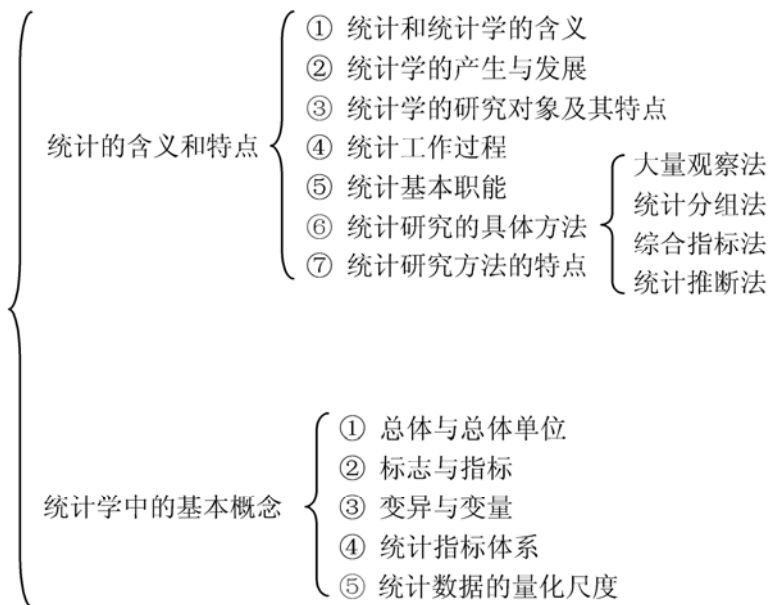 统计的含义和特点
① 统计和统计学的含义
② 统计学的产生与发展
③ 统计学的研究对象及其特点
④ 统计工作过程
⑤ 统计基本职能
⑥ 统计研究的具体方法
大量观察法
统计分组法
综合指标法
统计推断法
⑦ 统计研究方法的特点
统计学中的基本概念
① 总体与总体单位
② 标志与指标
③ 变异与变量
④ 统计指标体系
⑤ 统计数据的量化尺度